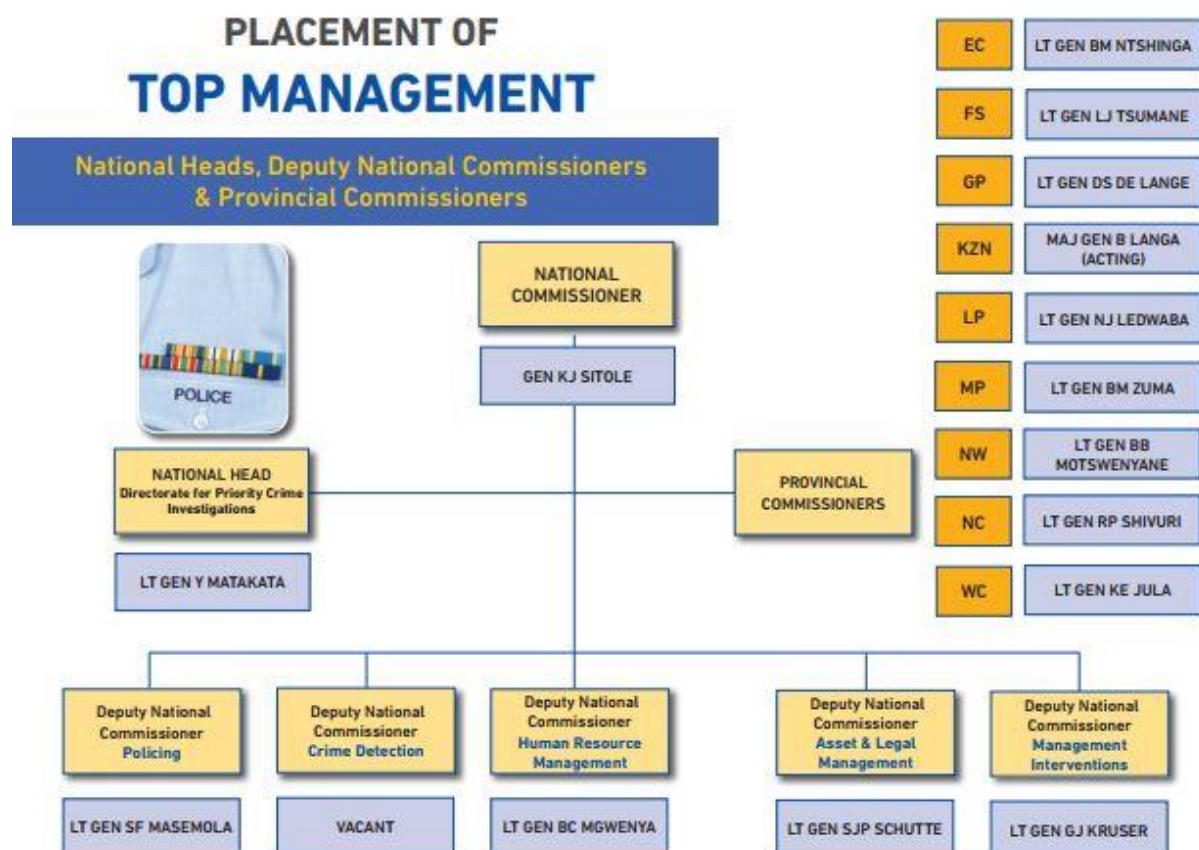 PLACEMENT OF
TOP MANAGEMENT
National Heads, Deputy National Commissioners
& Provincial Commissioners
POLICE
NATIONAL
COMMISSIONER
GEN KJ SITOLE
NATIONAL HEAD
Directorate for Priority Crime
Investigations
LT GEN Y MATAKATA
PROVINCIAL
COMMISSIONERS
EC
LT GEN BM NTSHINGA
FS
LT GEN LJ TSUMANE
GP
LT GEN DS DE LANGE
KZN
MAJ GEN B LANGA
(ACTING)
LP
LT GEN NJ LEDWABA
MP
LT GEN BM ZUMA
NW
LT GEN BB
MOTSWENYANE
NC
LT GEN RP SHIVURI
WC
LT GEN KE JULA
Deputy National
Commissioner
Policing
LT GEN SF MASEMOLA
Deputy National
Commissioner
Crime Detection
VACANT
Deputy National
Commissioner
Human Resource
Management
LT GEN BC MGWENYA
Deputy National
Commissioner
Asset & Legal
Management
LT GEN SJP SCHUTTE
Deputy National
Commissioner
Management
Interventions
LT GEN GJ KRUSER